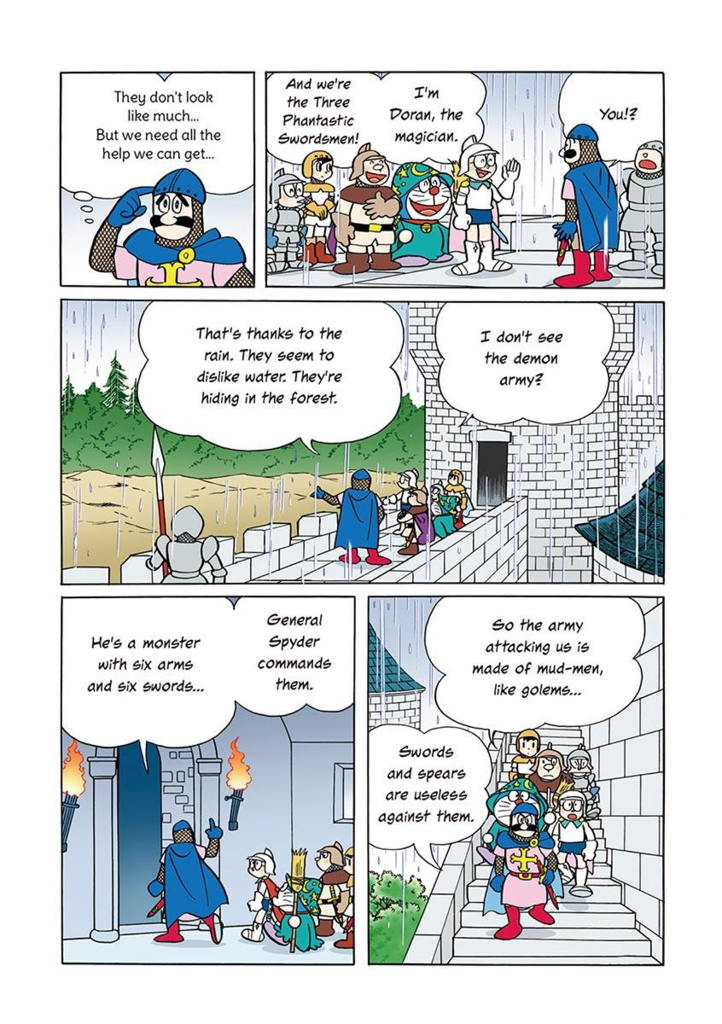 You!?
I'm
Doran, the
magician.
And we're
the Three
Phantastic
Swordsmen!
They don't look
like much...
But we need all the
help we can get...
I don't see
the demon
army?
That's thanks to the
rain. They seem to
dislike water. They're
hiding in the forest.
So the army
attacking us is
made of mud-men,
like golems...
Swords
and spears
are useless
against them.
General
Spyder
commands
them.
He's a monster
with six arms
and six swords...